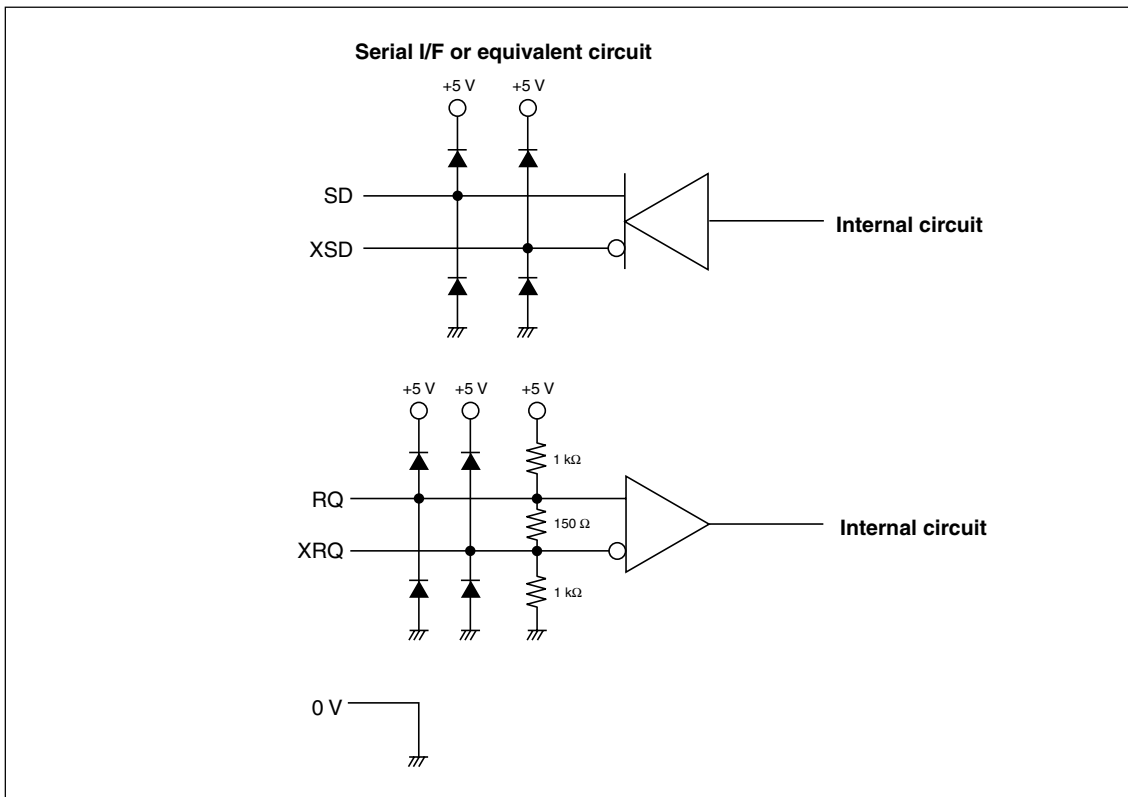 Serial I/F or equivalent circuit
+5 V +5 V
SD
XSD
Internal circuit
+5 V +5 V +5 V
1 kΩ
RQ
150 Ω
Internal circuit
XRQ
1 kΩ
0 V